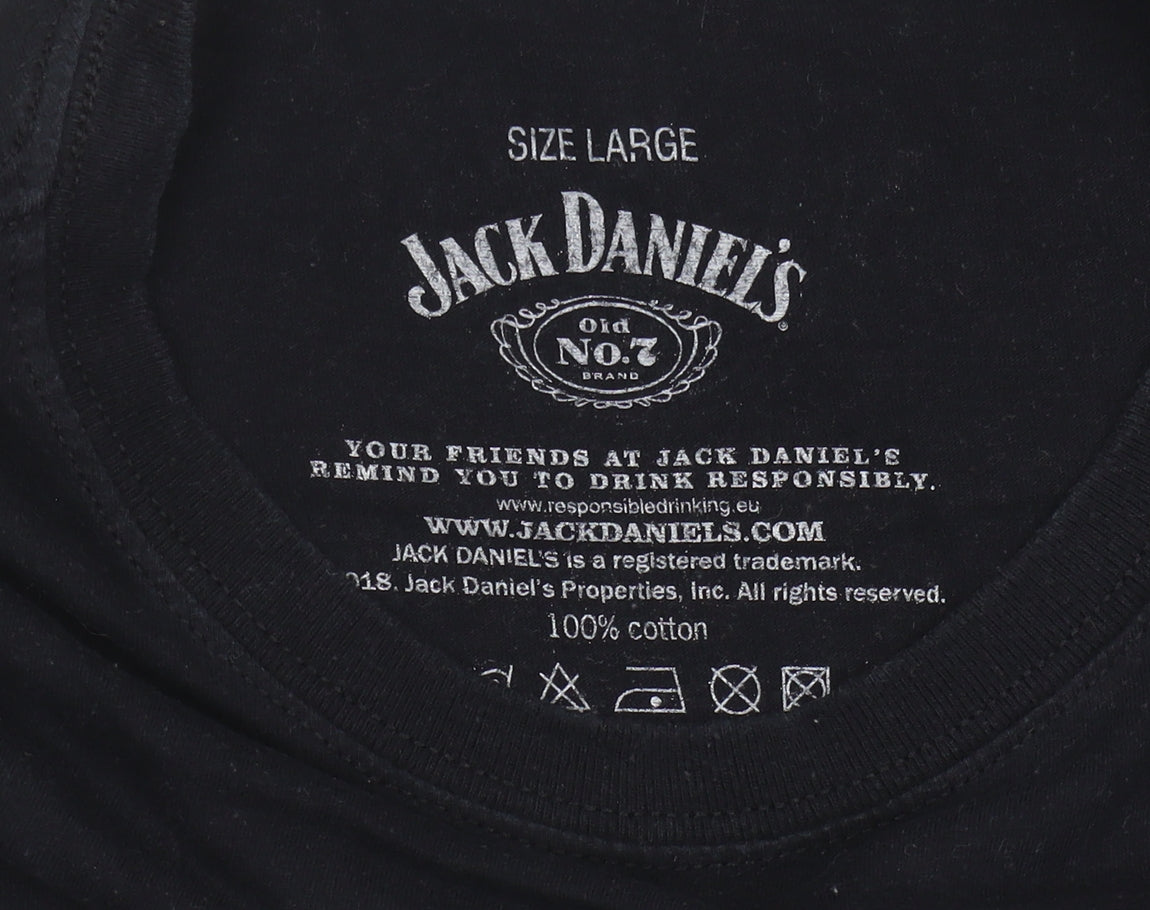 SIZE LARGE
JACK DANIEL'S®
Old
No.7
BRAND
YOUR FRIENDS AT JACK DANIEL'S
REMIND YOU TO DRINK RESPONSIBLY.
www.responsibledrinking.eu
WWW.JACKDANIELS.COM
JACK DANIEL'S is a registered trademark.
018. Jack Daniel's Properties, Inc. All rights reserved.
100% cotton